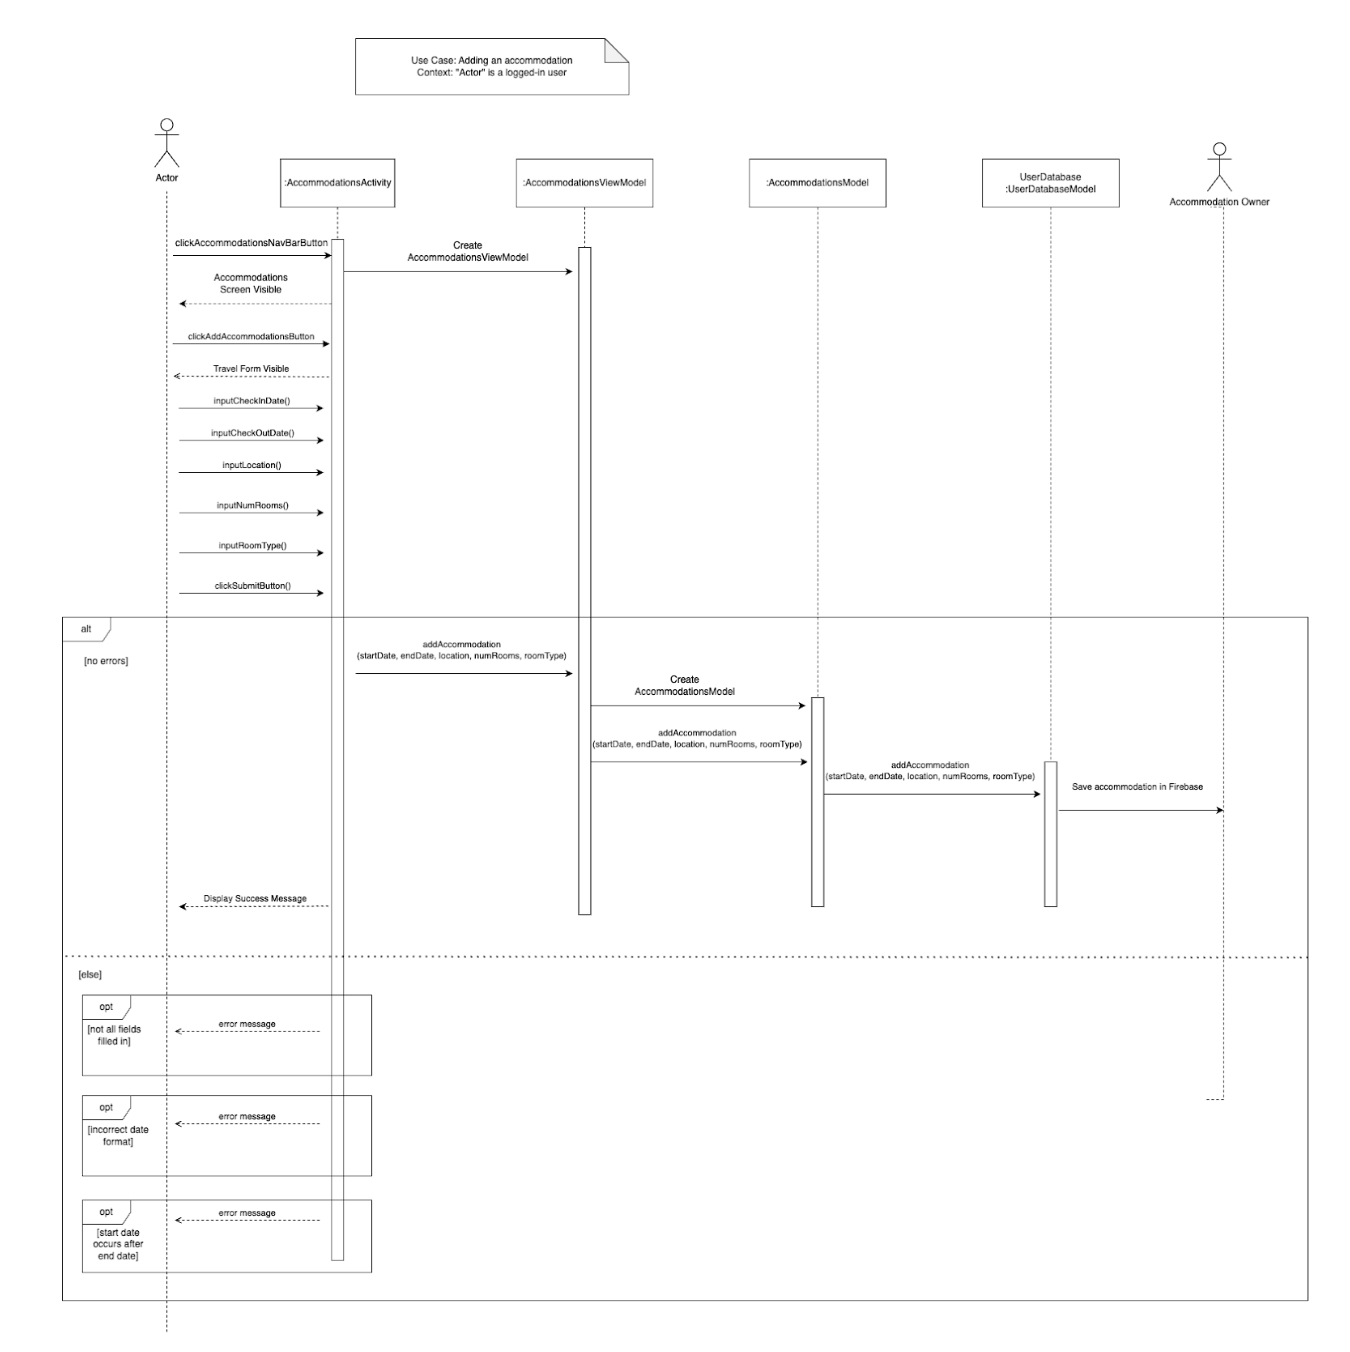 Use Case: Adding an accommodation
Context: "Actor" is a logged-in user
Actor
:AccommodationsActivity
:AccommodationsViewModel
:AccommodationsModel
UserDatabase
:UserDatabaseModel
Accommodation Owner
clickAccommodationsNavBarButton
Create
AccommodationsViewModel
Accommodations
Screen Visible
clickAddAccommodationsButton
Travel Form Visible
inputCheckInDate()
inputCheckOutDate()
inputLocation()
inputNumRooms()
inputRoomType()
clickSubmitButton()
alt
[no errors]
addAccommodation
(startDate, endDate, location, numRooms, roomType)
Create
AccommodationsModel
addAccommodation
(startDate, endDate, location, numRooms, roomType)
addAccommodation
(startDate, endDate, location, numRooms, roomType)
Save accommodation in Firebase
Display Success Message
[else]
opt
[not all fields
filled in]
error message
opt
[incorrect date
format]
error message
opt
[start date
occurs after
end date]
error message